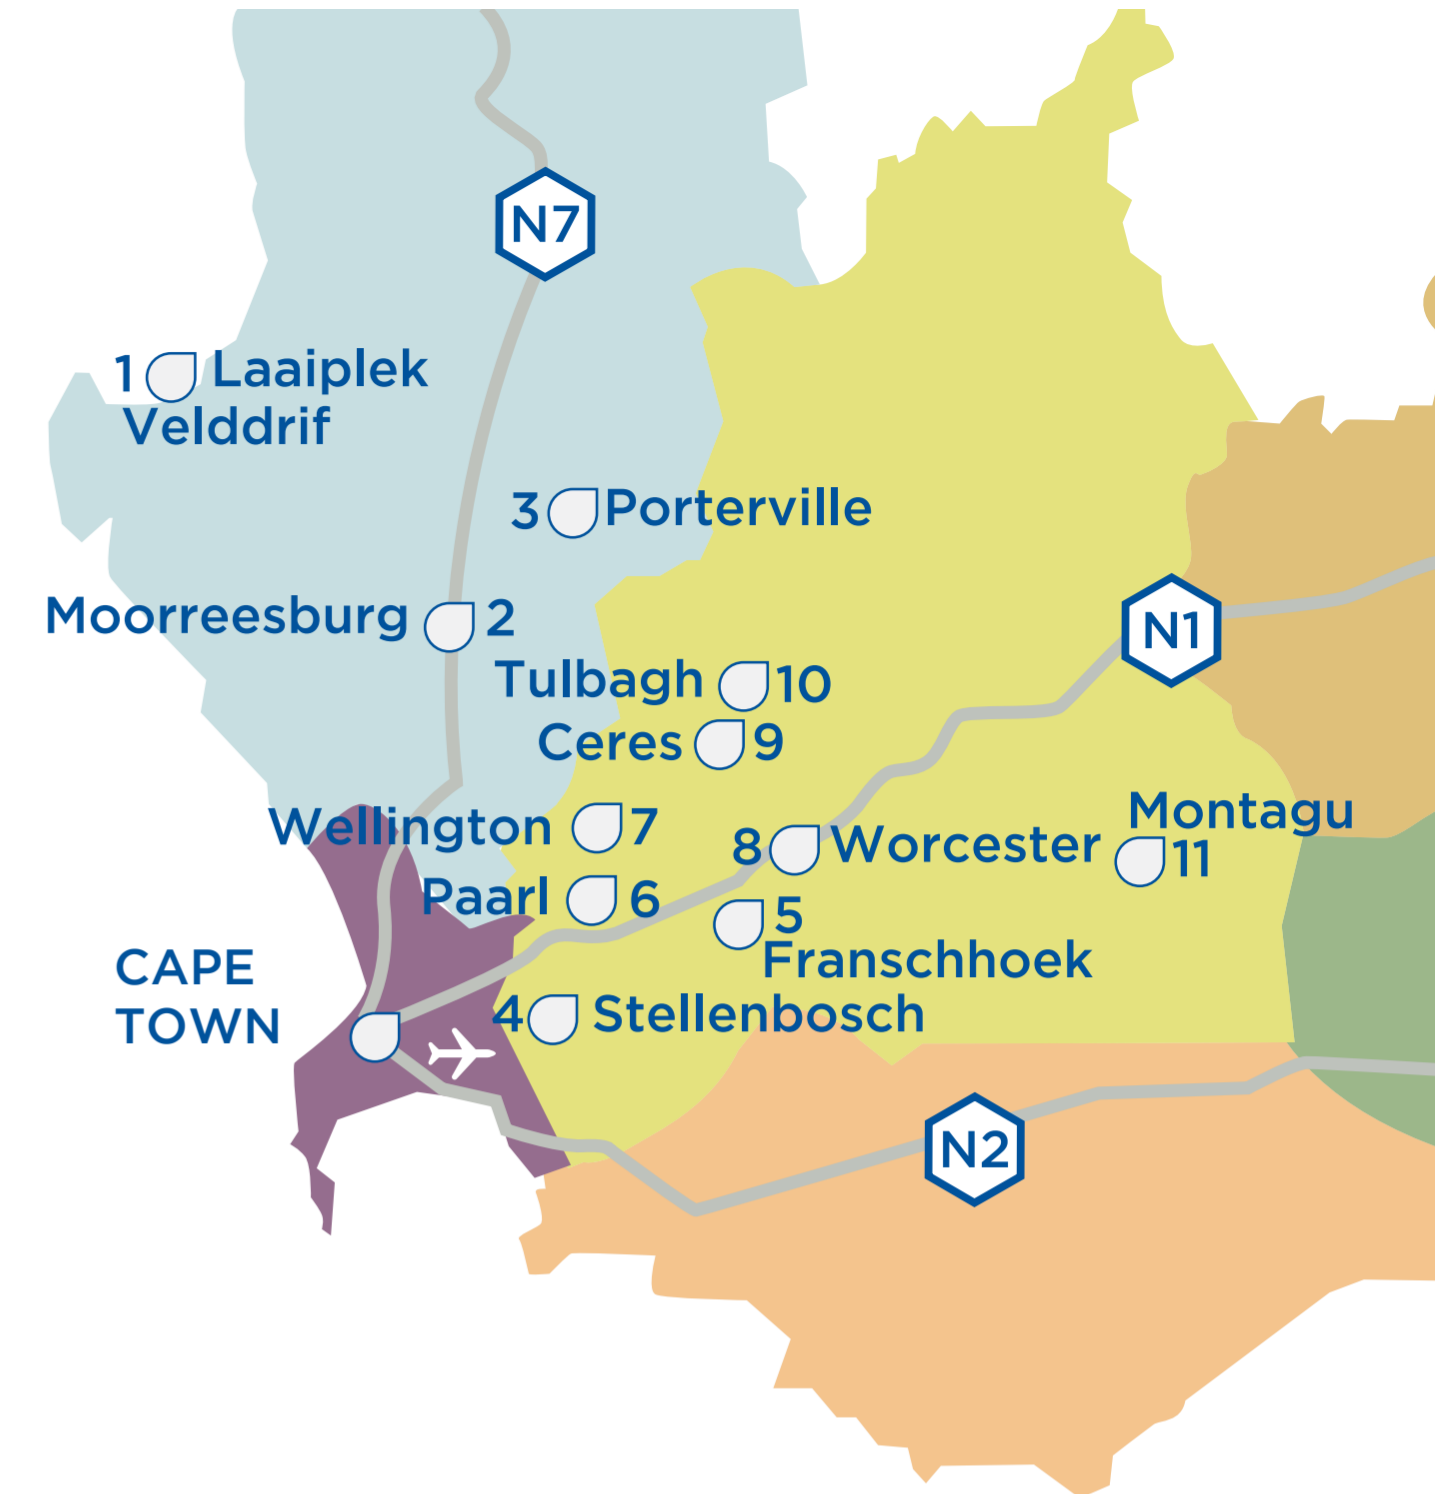 N7
1 Laaiplek
Velddrif
3 Porterville
Moorreesburg 2
N1
Tulbagh 10
Ceres 9
Montagu
11
Wellington 7
8 Worcester
Paarl 6
5
Franschhoek
CAPE
TOWN
4 Stellenbosch
N2